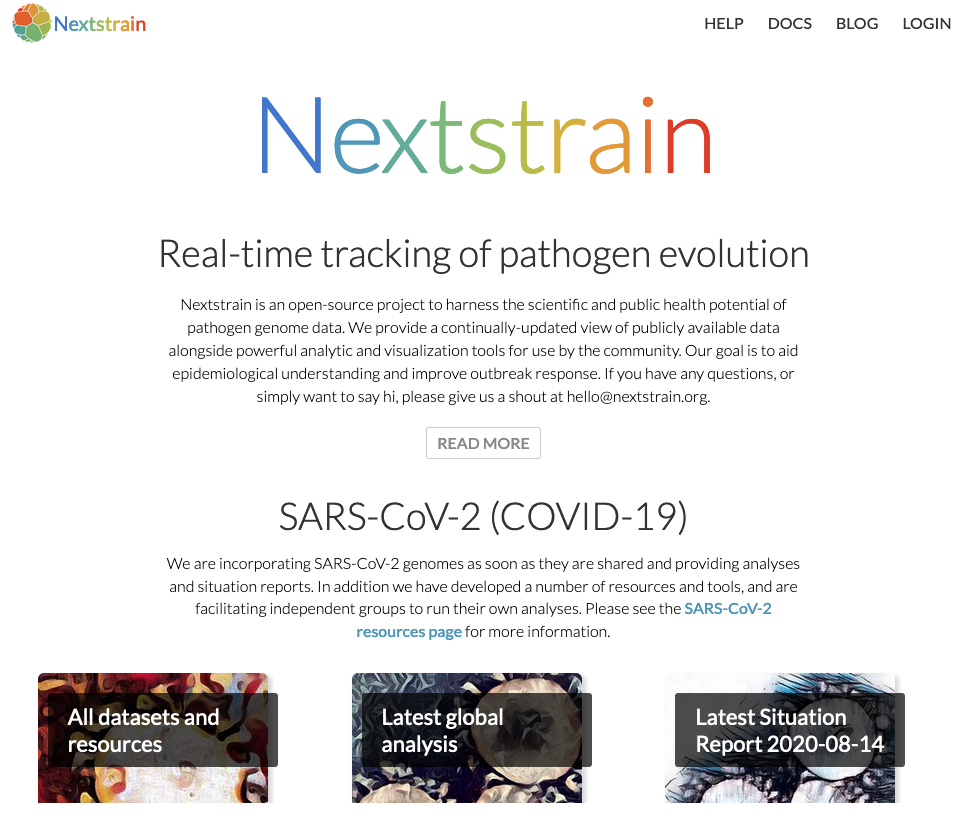 Nextstrain
HELP DOCS BLOG LOGIN
Nextstrain
Real-time tracking of pathogen evolution
Nextstrain is an open-source project to harness the scientific and public health potential of
pathogen genome data. We provide a continually-updated view of publicly available data
alongside powerful analytic and visualization tools for use by the community. Our goal is to aid
epidemiological understanding and improve outbreak response. If you have any questions, or
simply want to say hi, please give us a shout at hello@nextstrain.org.
READ MORE
SARS-CoV-2 (COVID-19)
We are incorporating SARS-CoV-2 genomes as soon as they are shared and providing analyses
and situation reports. In addition we have developed a number of resources and tools, and are
facilitating independent groups to run their own analyses. Please see the SARS-CoV-2
resources page for more information.
All datasets and
resources
Latest global
analysis
Latest Situation
Report 2020-08-14